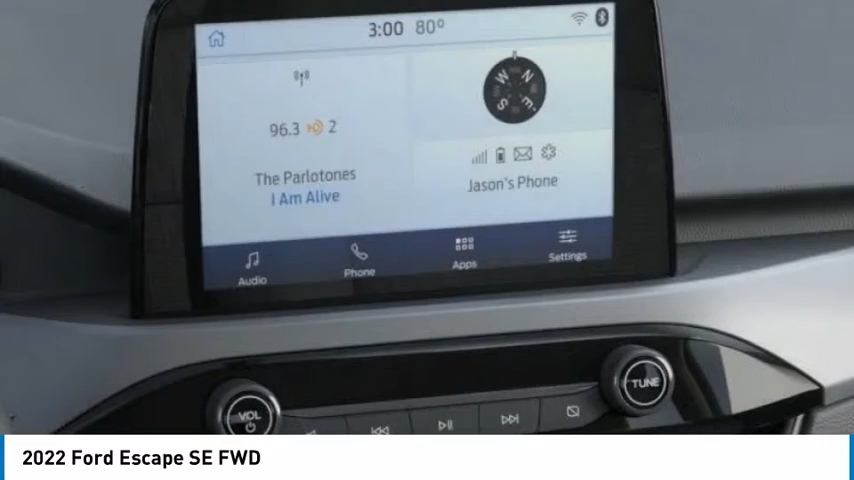 3:00 80°
96.3 2
The Parlotones
I Am Alive
N
W
E
S
Jason's Phone
Audio
Phone
Apps
Settings
VOL
TUNE
2022 Ford Escape SE FWD